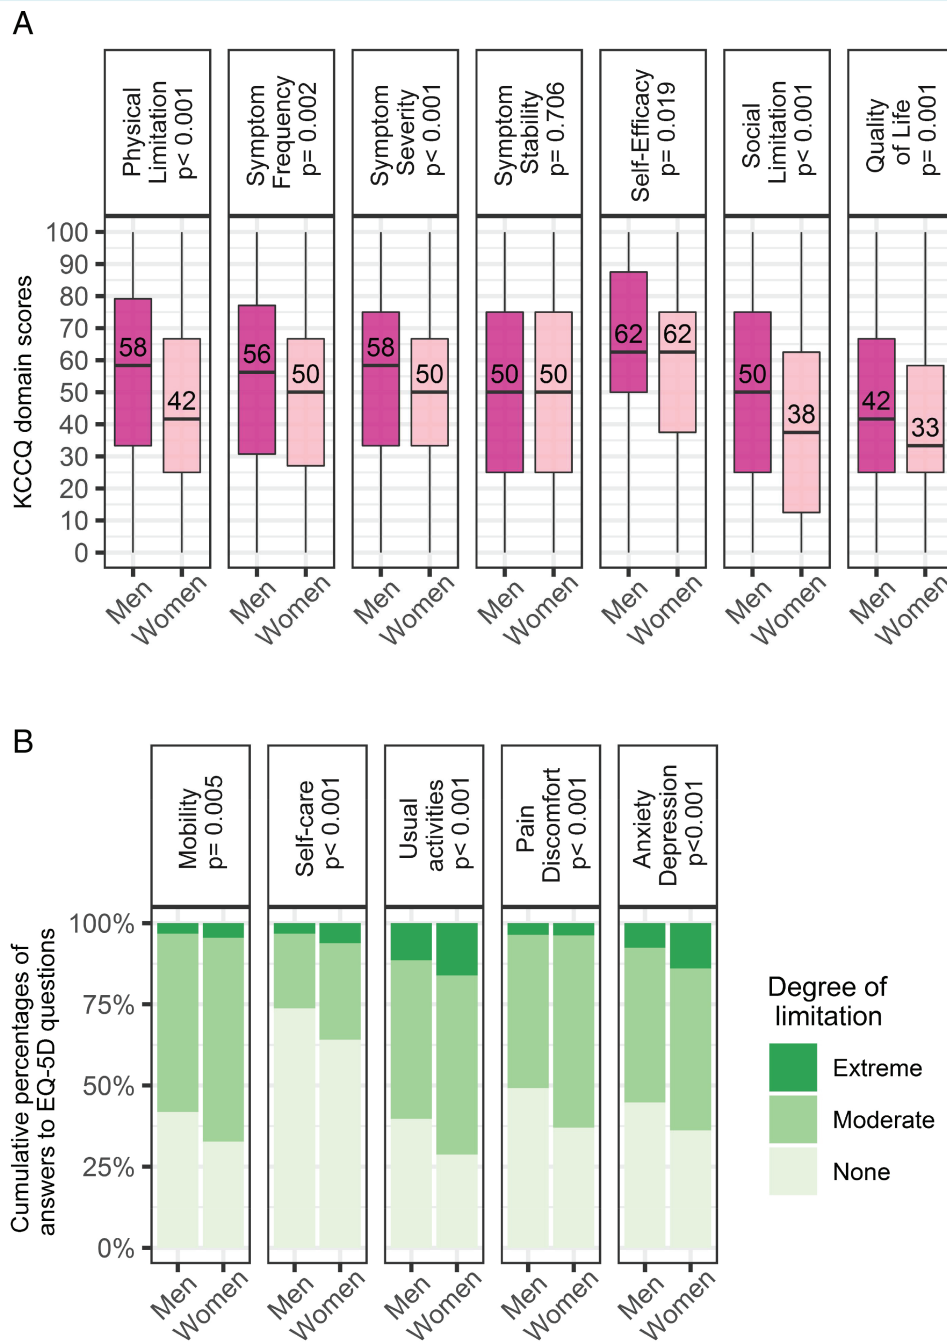 A
Physical
Limitation
p< 0.001
Symptom
Frequency
p= 0.002
Symptom
Severity
p< 0.001
Symptom
Stability
p= 0.706
Self-Efficacy
p= 0.019
Social
Limitation
p< 0.001
Quality
of Life
p= 0.001
KCCQ domain scores
100
90
80
70
60
50
40
30
20
10
0
58
42
56
50
58
50
50
50
62
62
50
38
42
33
Men
Women
Men
Women
Men
Women
Men
Women
Men
Women
Men
Women
Men
Women
B
Mobility
p= 0.005
Self-care
p< 0.001
Usual
activities
p< 0.001
Pain
Discomfort
p< 0.001
Anxiety
Depression
p<0.001
Cumulative percentages of
answers to EQ-5D questions
100%
75%
50%
25%
0%
Men
Women
Men
Women
Men
Women
Men
Women
Men
Women
Degree of
limitation
Extreme
Moderate
None